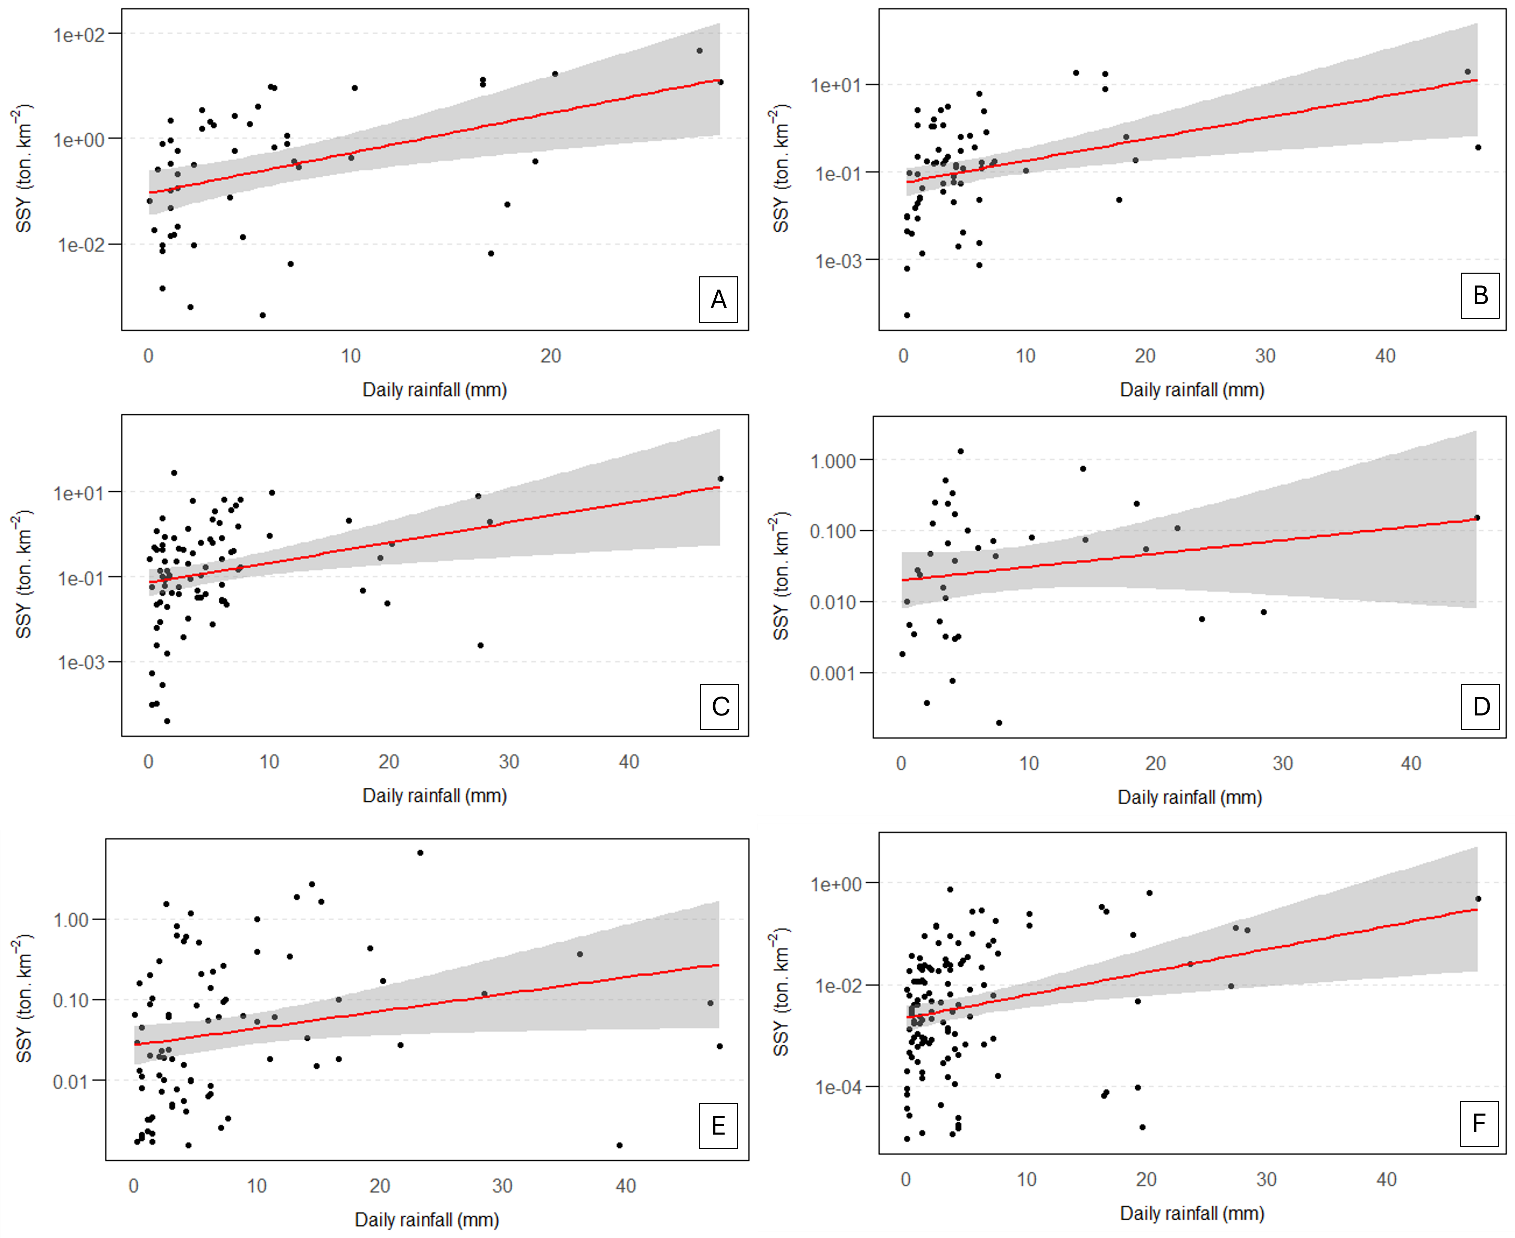 1e+02
1e+00
1e-02
SSY (ton. km⁻²)
A
0 10 20
Daily rainfall (mm)
1e+01
1e-01
1e-03
SSY (ton. km⁻²)
B
0 10 20 30 40
Daily rainfall (mm)
1e+01
1e-01
1e-03
SSY (ton. km⁻²)
C
0 10 20 30 40
Daily rainfall (mm)
1.000
0.100
0.010
0.001
SSY (ton. km⁻²)
D
0 10 20 30 40
Daily rainfall (mm)
1.00
0.10
0.01
SSY (ton. km⁻²)
E
0 10 20 30 40
Daily rainfall (mm)
1e+00
1e-02
1e-04
SSY (ton. km⁻²)
F
0 10 20 30 40
Daily rainfall (mm)